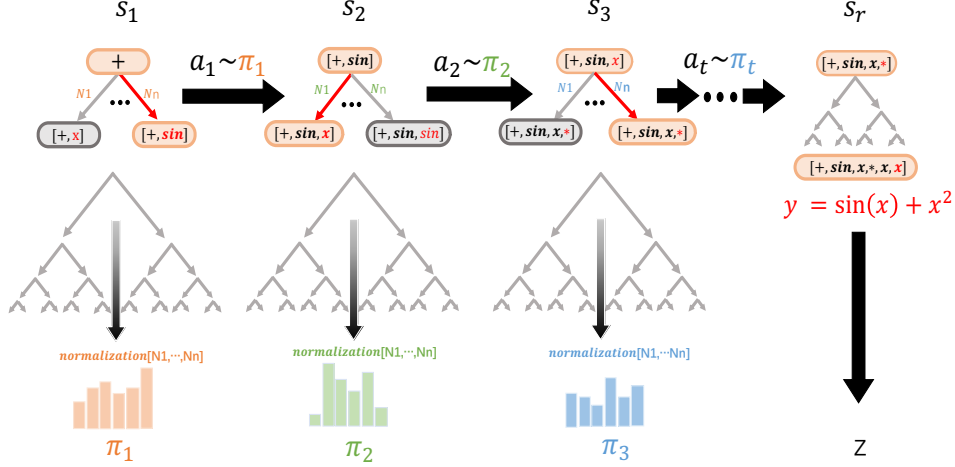 s1 s2 s3 sr
+ [+, sin] [+, sin, x] [+, sin, x,*]
a1~π1 a2~π2 at~πt
N1 Nn N1 Nn N1 Nn
••• ••• ••• •••
[+, x] [+, sin] [+, sin, x] [+, sin, sin] [+, sin, x,*] [+, sin, x,*]
[+, sin, x,*, x, x]
y = sin(x) + x²
normalization[N1,···,Nn] normalization[N1,···,Nn] normalization[N1,···Nn]
π1 π2 π3 Z